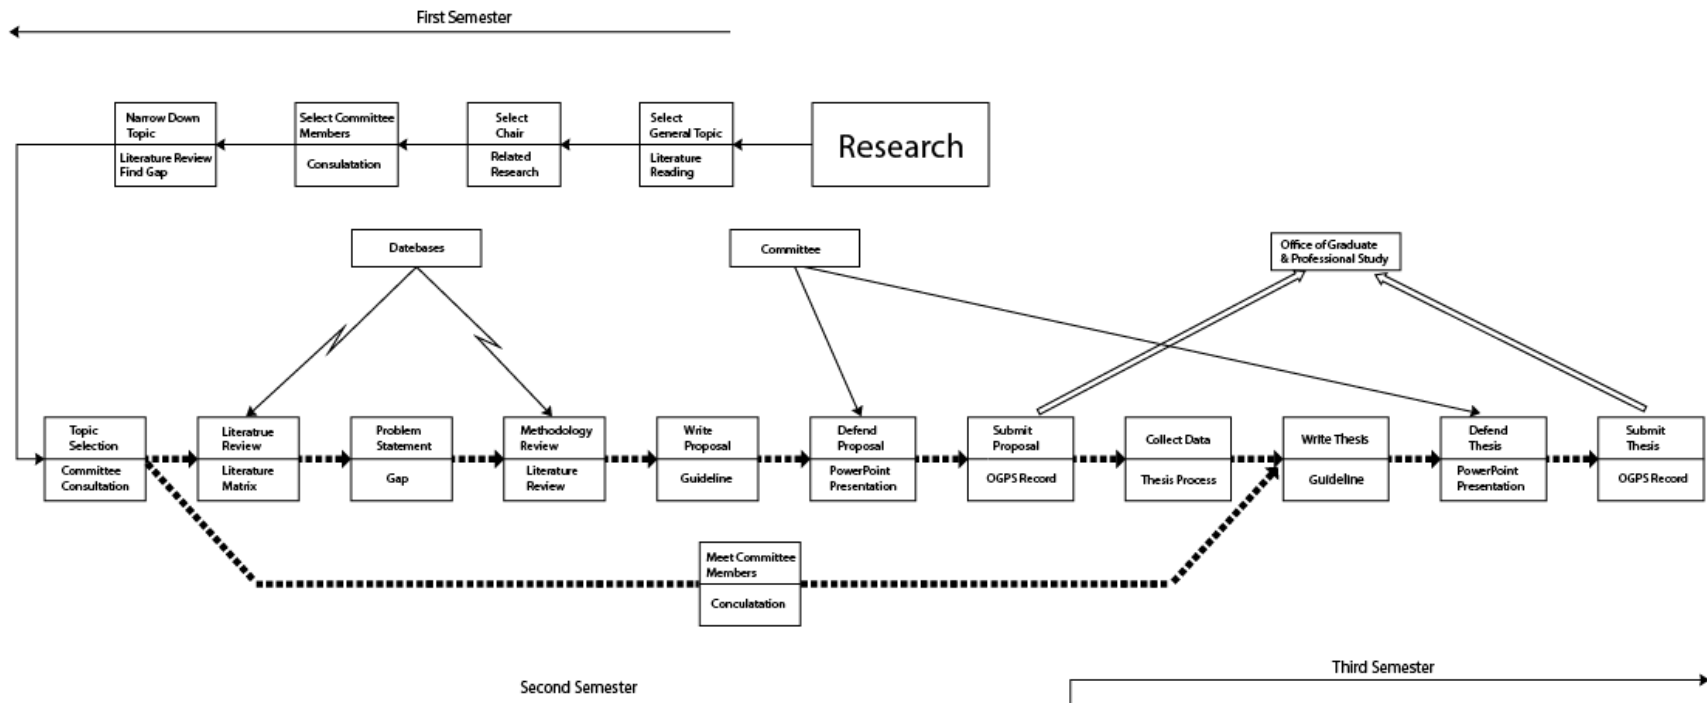 First Semester
Narrow Down
Topic
Literature Review
Find Gap
Select Committee
Members
Consulatation
Select
Chair
Related
Research
Select
General Topic
Literature
Reading
Research
Datebases
Committee
Office of Graduate
& Professional Study
Topic
Selection
Committee
Consultation
Literatrue
Review
Literature
Matrix
Problem
Statement
Gap
Methodology
Review
Literature
Review
Write
Proposal
Guideline
Defend
Proposal
PowerPoint
Presentation
Submit
Proposal
OGPS Record
Collect Data
Thesis Process
Write Thesis
Guideline
Defend
Thesis
PowerPoint
Presentation
Submit
Thesis
OGPS Record
Meet Committee
Members
Conculatation
Second Semester
Third Semester